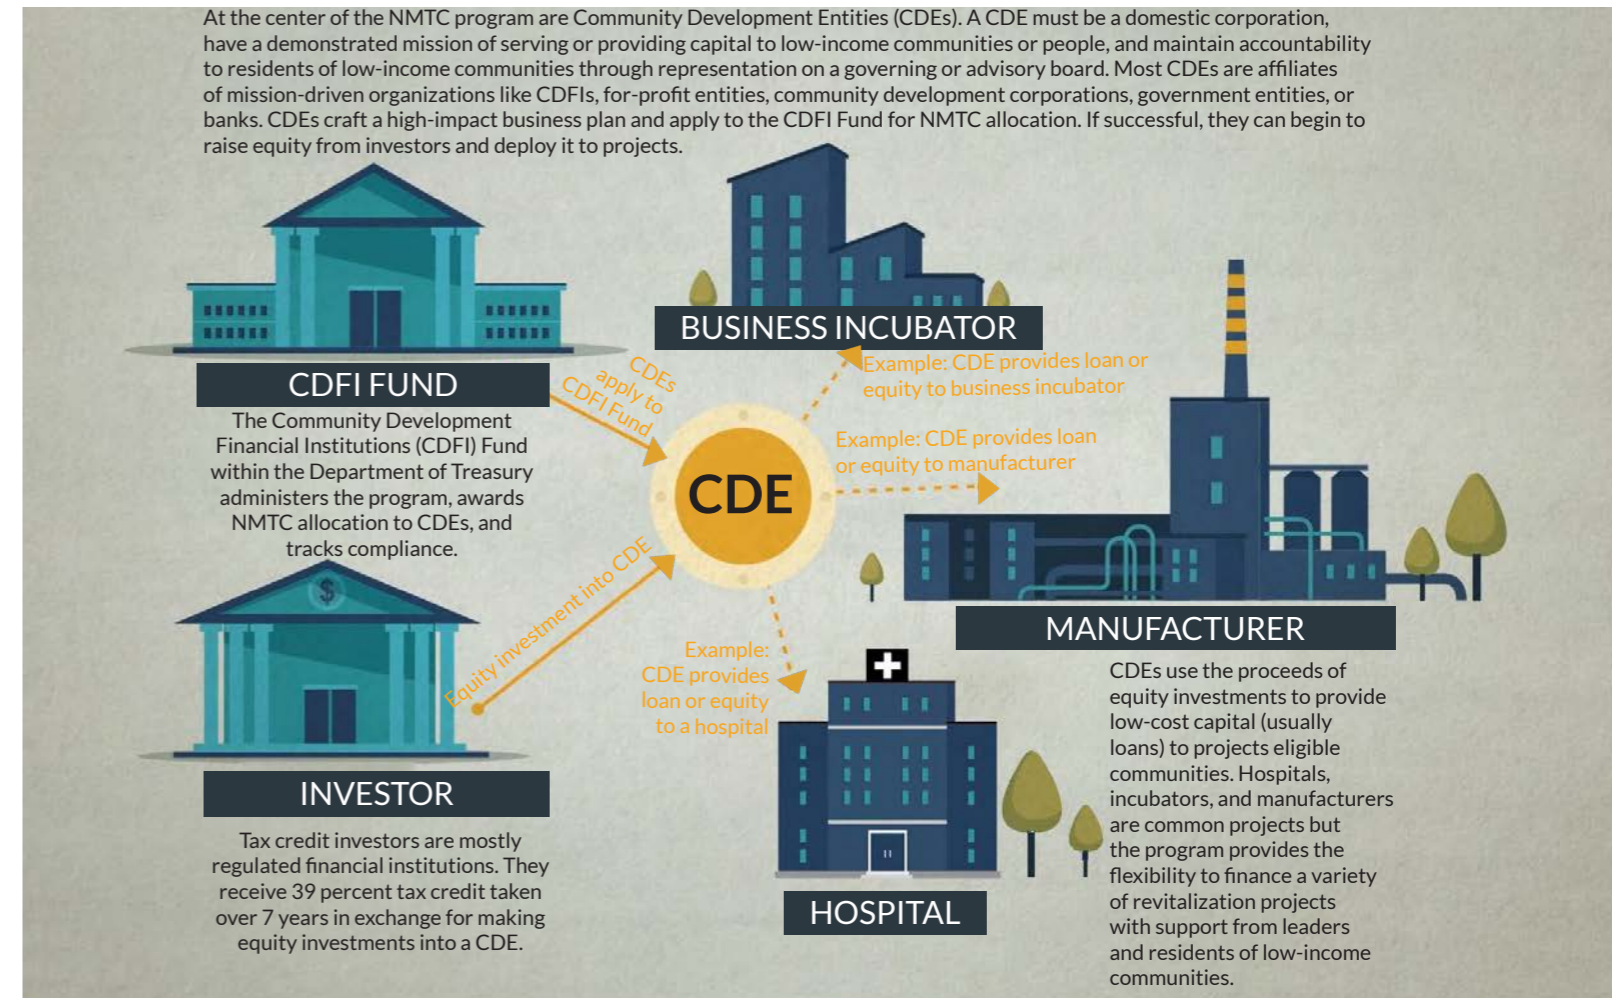 At the center of the NMTC program are Community Development Entities (CDEs). A CDE must be a domestic corporation,
have a demonstrated mission of serving or providing capital to low-income communities or people, and maintain accountability
to residents of low-income communities through representation on a governing or advisory board. Most CDEs are affiliates
of mission-driven organizations like CDFIs, for-profit entities, community development corporations, government entities, or
banks. CDEs craft a high-impact business plan and apply to the CDFI Fund for NMTC allocation. If successful, they can begin to
raise equity from investors and deploy it to projects.
CDFI FUND
The Community Development
Financial Institutions (CDFI) Fund
within the Department of Treasury
administers the program, awards
NMTC allocation to CDEs, and
tracks compliance.
CDEs
apply to
CDFI Fund
BUSINESS INCUBATOR
Example: CDE provides loan or
equity to business incubator
Example: CDE provides loan
or equity to manufacturer
CDE
Equity investment into CDE
$
INVESTOR
Tax credit investors are mostly
regulated financial institutions. They
receive 39 percent tax credit taken
over 7 years in exchange for making
equity investments into a CDE.
Example:
CDE provides
loan or equity
to a hospital
HOSPITAL
MANUFACTURER
CDEs use the proceeds of
equity investments to provide
low-cost capital (usually
loans) to projects eligible
communities. Hospitals,
incubators, and manufacturers
are common projects but
the program provides the
flexibility to finance a variety
of revitalization projects
with support from leaders
and residents of low-income
communities.